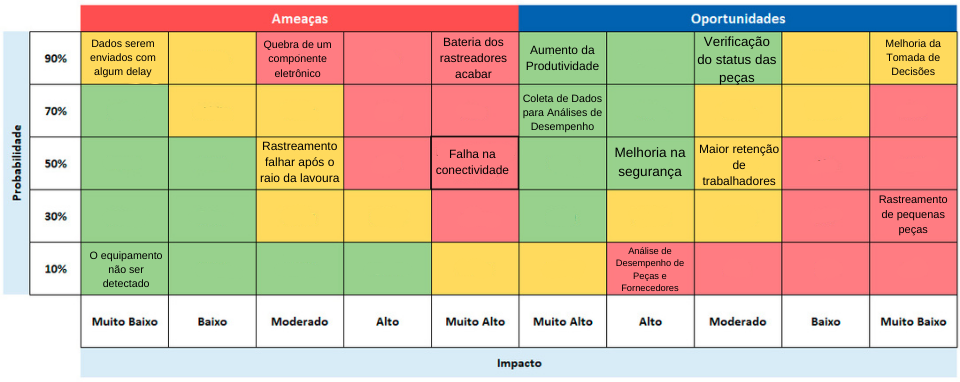 Ameaças
Oportunidades
Probabilidade
90%
Dados serem
enviados com
algum delay
Quebra de um
componente
eletrônico
Bateria dos
rastreadores
acabar
Aumento da
Produtividade
Verificação
do status das
peças
Melhoria da
Tomada de
Decisões
70%
Coleta de Dados
para Análises de
Desempenho
50%
Rastreamento
falhar após o
raio da lavoura
Falha na
conectividade
Melhoria na
segurança
Maior retenção
de
trabalhadores
30%
Rastreamento
de pequenas
peças
10%
O equipamento
não ser
detectado
Análise de
Desempenho de
Peças e
Fornecedores
Muito Baixo
Baixo
Moderado
Alto
Muito Alto
Muito Alto
Alto
Moderado
Baixo
Muito Baixo
Impacto